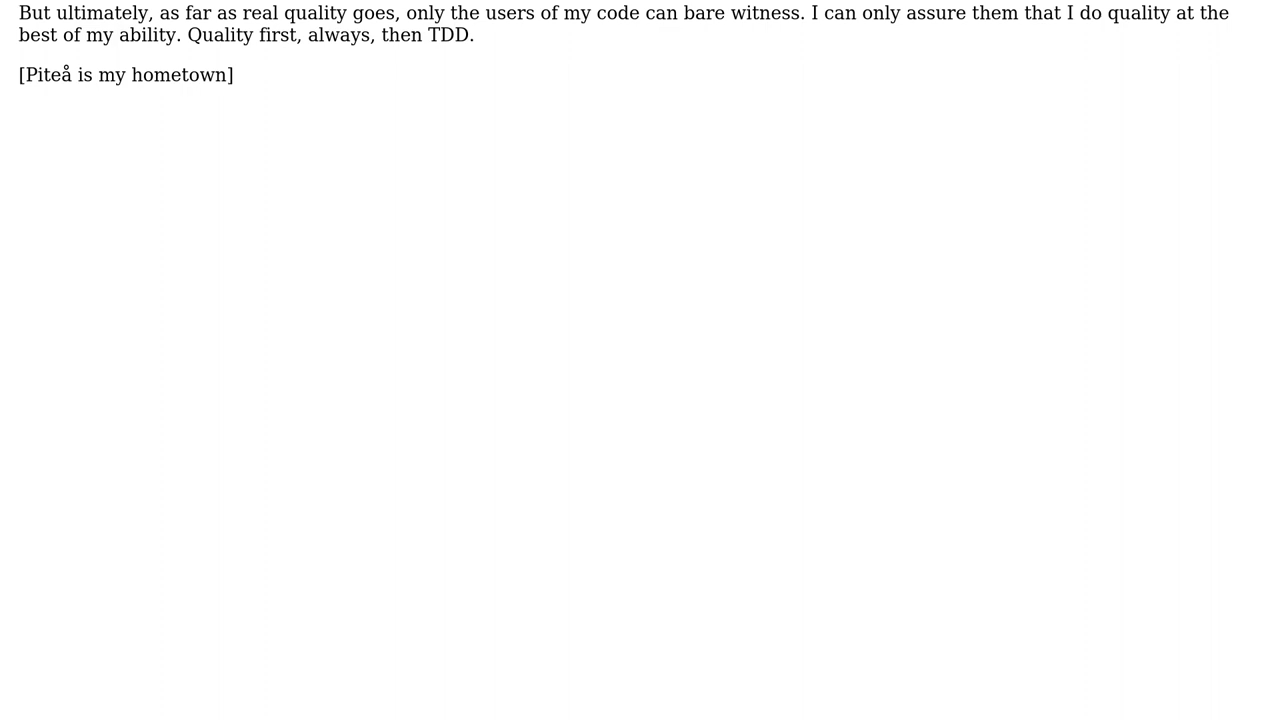 But ultimately, as far as real quality goes, only the users of my code can bare witness. I can only assure them that I do quality at the
best of my ability. Quality first, always, then TDD.
[Piteå is my hometown]